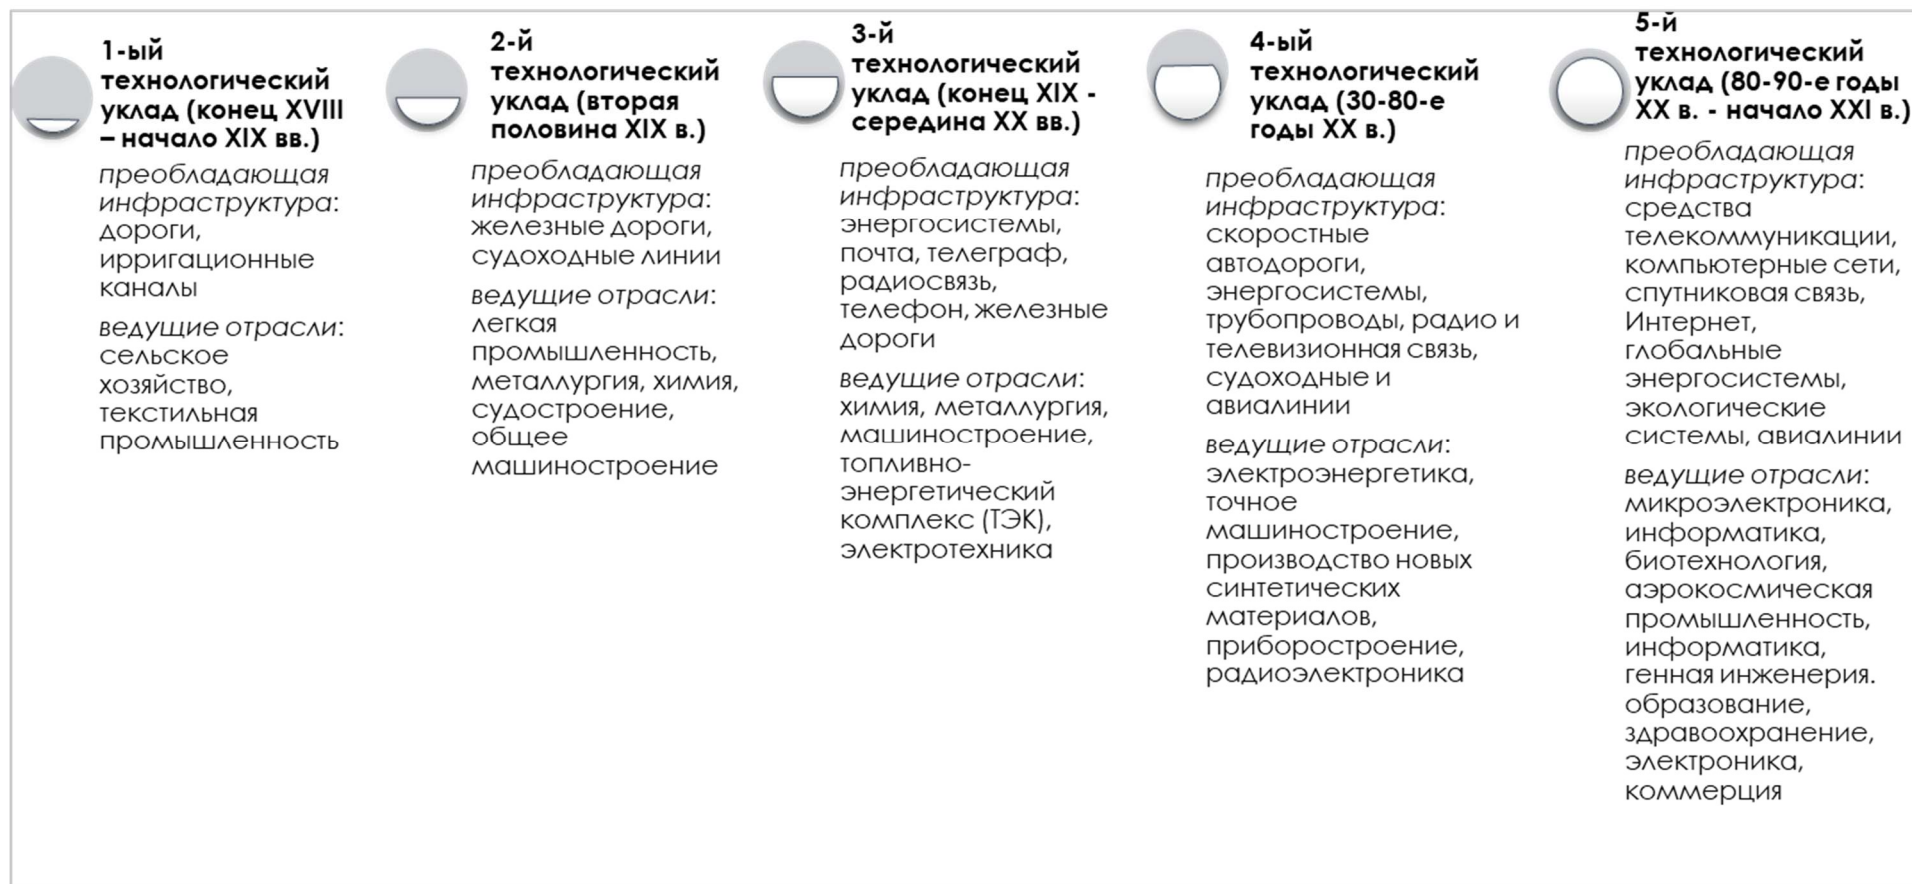 1-ый
технологический
уклад (конец XVIII
– начало XIX вв.)
преобладающая
инфраструктура:
дороги,
ирригационные
каналы
ведущие отрасли:
сельское
хозяйство,
текстильная
промышленность
2-й
технологический
уклад (вторая
половина XIX в.)
преобладающая
инфраструктура:
железные дороги,
судоходные линии
ведущие отрасли:
легкая
промышленность,
металлургия, химия,
судостроение,
общее
машиностроение
3-й
технологический
уклад (конец XIX -
середина XX вв.)
преобладающая
инфраструктура:
энергосистемы,
почта, телеграф,
радиосвязь,
телефон, железные
дороги
ведущие отрасли:
химия, металлургия,
машиностроение,
топливно-
энергетический
комплекс (ТЭК),
электротехника
4-ый
технологический
уклад (30-80-е
годы XX в.)
преобладающая
инфраструктура:
скоростные
автодороги,
энергосистемы,
трубопроводы, радио и
телевизионная связь,
судоходные и
авиалинии
ведущие отрасли:
электроэнергетика,
точное
машиностроение,
производство новых
синтетических
материалов,
приборостроение,
радиоэлектроника
5-й
технологический
уклад (80-90-е годы
XX в. - начало XXI в.)
преобладающая
инфраструктура:
средства
телекоммуникации,
компьютерные сети,
спутниковая связь,
Интернет,
глобальные
энергосистемы,
экологические
системы, авиалинии
ведущие отрасли:
микроэлектроника,
информатика,
биотехнология,
аэрокосмическая
промышленность,
информатика,
генная инженерия.
образование,
здравоохранение,
электроника,
коммерция